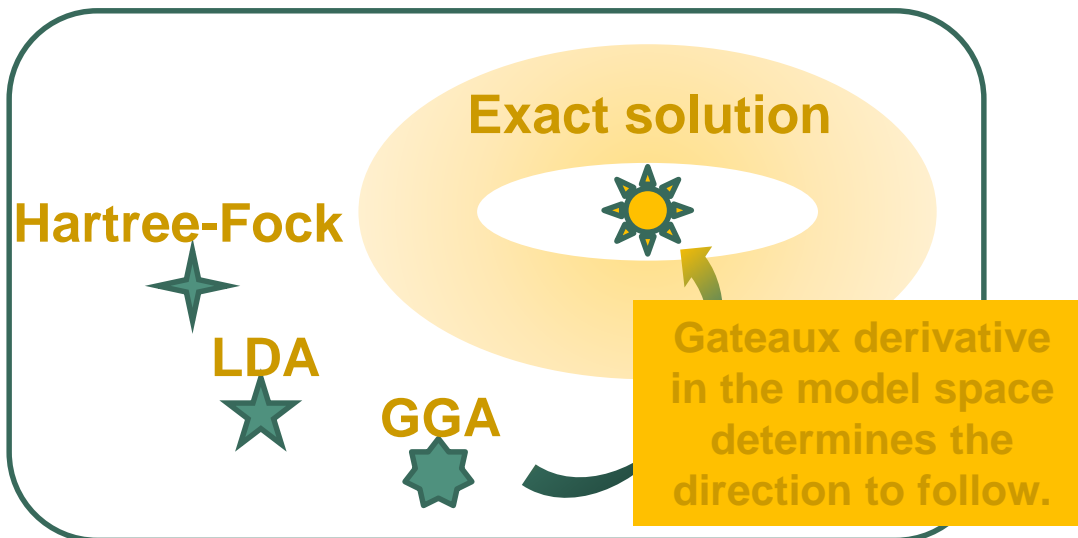 Exact solution
Hartree-Fock
LDA
GGA
Gateaux derivative
in the model space
determines the
direction to follow.